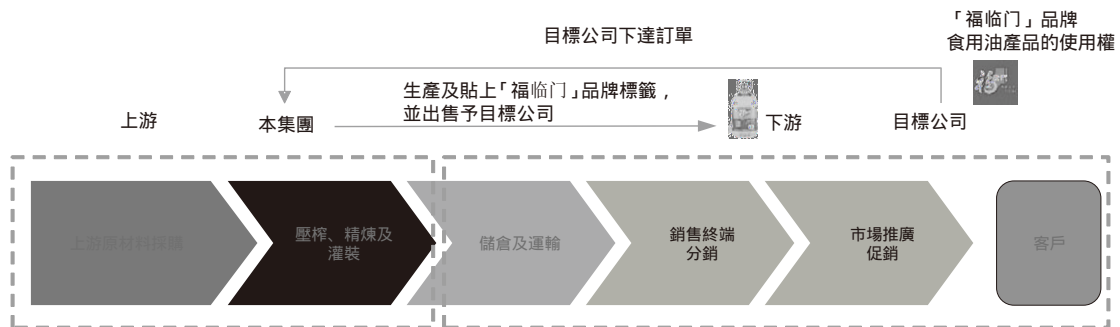 「福临门」品牌
食用油產品的使用權
目標公司下達訂單
生產及貼上「福临门」品牌標籤，
並出售予目標公司
上游
本集團
下游
目標公司
上游原材料採購
壓榨、精煉及
灌裝
儲倉及運輸
銷售終端
分銷
市場推廣
促銷
客戶